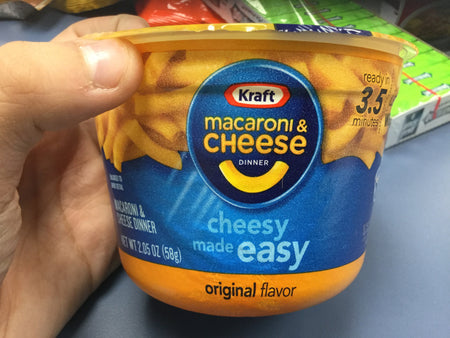 Kraft
macaroni &
CHEESE
DINNER
ready in
3.5
minutes
MACARONI &
CHEESE DINNER
NET WT 2.05 OZ (58g)
cheesy
made easy
original flavor